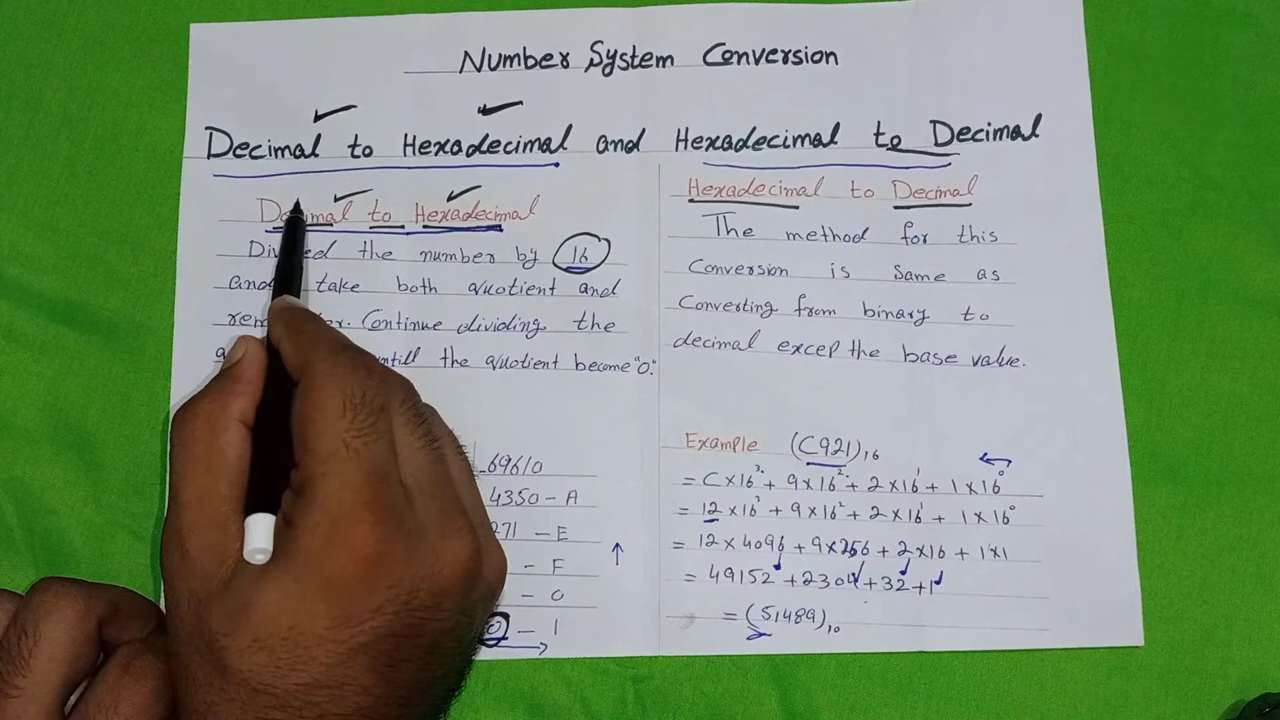 Number System Conversion
Decimal to Hexadecimal and Hexadecimal to Decimal
Decimal to Hexadecimal
the number by 16
take both quotient and
Continue dividing the
the quotient become "0."
69610
4350 - A
271 - E
- F
- 0
0 - 1
Hexadecimal to Decimal
The method for this
Conversion is same as
Converting from binary to
decimal excep the base value.
Example (C921)₁₆
= C×16³ + 9×16² + 2×16¹ + 1×16⁰
= 12×16³ + 9×16² + 2×16¹ + 1×16⁰
= 12×4096 + 9×256 + 2×16 + 1×1
= 49152 + 2304 + 32 + 1
= (51489)₁₀